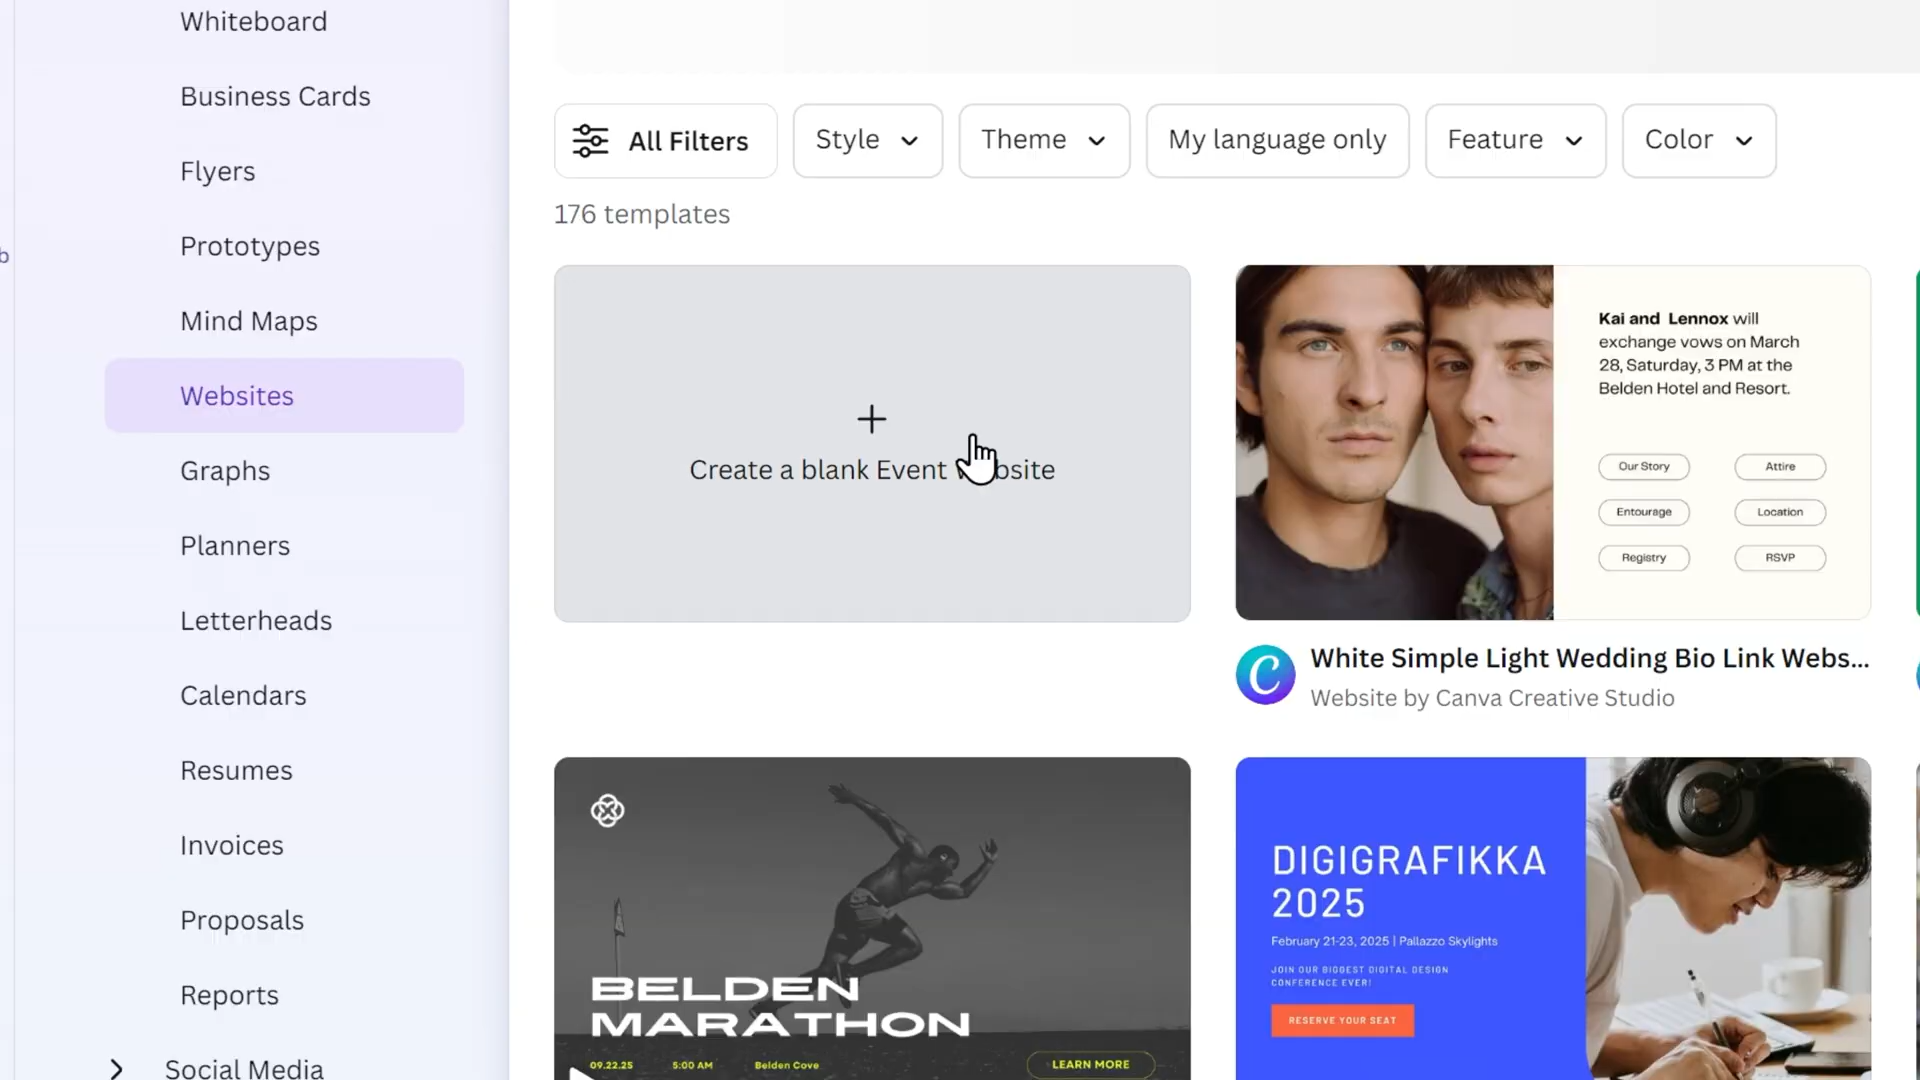 Whiteboard
Business Cards
Flyers
Prototypes
Mind Maps
Websites
Graphs
Planners
Letterheads
Calendars
Resumes
Invoices
Proposals
Reports
Social Media
b
All Filters
Style
Theme
My language only
Feature
Color
176 templates
Create a blank Event
Kai and Lennox will
exchange vows on March
28, Saturday, 3 PM at the
Belden Hotel and Resort.
Our Story
Attire
Entourage
Location
Registry
RSVP
C
White Simple Light Wedding Bio Link Webs...
Website by Canva Creative Studio
BELDEN
MARATHON
09.22.25
5:00 AM
Belden Cove
LEARN MORE
DIGIGRAFIKKA
2025
February 21-23, 2025 | Pallazzo Skylights
JOIN OUR BIGGEST DIGITAL DESIGN
CONFERENCE EVER!
RESERVE YOUR SEAT